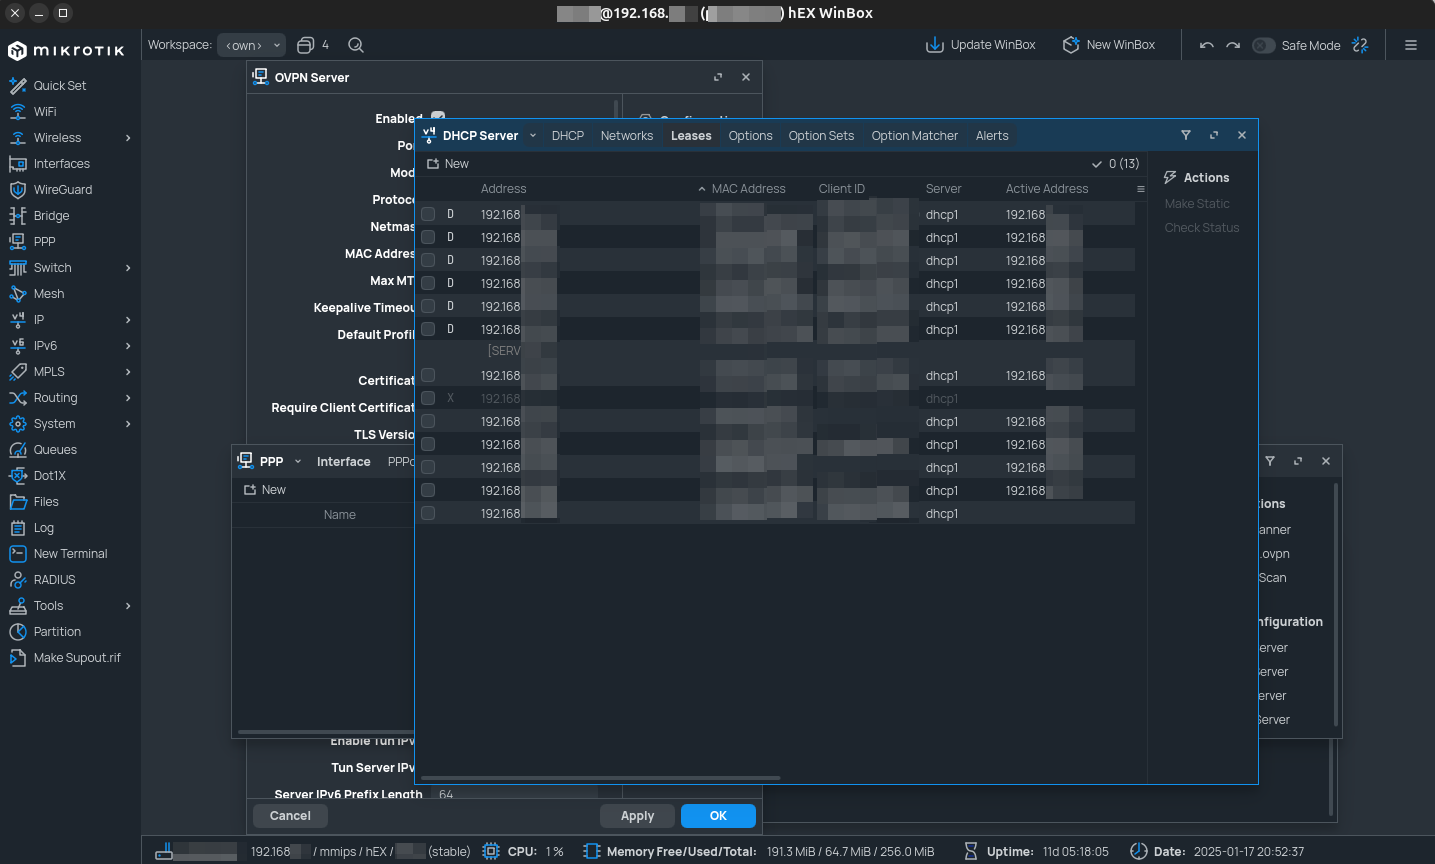 @192.168. ( ) hEX WinBox
MIKROTIK
Workspace: <own> 4
Update WinBox New WinBox Safe Mode
Quick Set
WiFi
Wireless
Interfaces
WireGuard
Bridge
PPP
Switch
Mesh
IP
IPv6
MPLS
Routing
System
Queues
Dot1X
Files
Log
New Terminal
RADIUS
Tools
Partition
Make Supout.rif
OVPN Server
Enabled
Netmas
MAC Addres
Max MT
Keepalive Timeou
Default Profil
Certificat
Require Client Certificat
TLS Versio
DHCP Server DHCP Networks Leases Options Option Sets Option Matcher Alerts
New 0 (13)
Address MAC Address Client ID Server Active Address
D 192.168 dhcp1 192.168
D 192.168 dhcp1 192.168
D 192.168 dhcp1 192.168
D 192.168 dhcp1 192.168
D 192.168 dhcp1 192.168
D 192.168 dhcp1 192.168
[SERV
192.168 dhcp1 192.168
X 192.168 dhcp1
192.168 dhcp1 192.168
192.168 dhcp1 192.168
192.168 dhcp1 192.168
192.168 dhcp1 192.168
192.168 dhcp1
Actions
Make Static
Check Status
PPP Interface PPPo
New
Name
ions
anner
.ovpn
Scan
nfiguration
erver
erver
erver
Server
Enable Tun IPv
Tun Server IPv
Server IPv6 Prefix Length 64
Cancel Apply OK
192.168 / mmips / hEX / (stable) CPU: 1 % Memory Free/Used/Total: 191.3 MiB / 64.7 MiB / 256.0 MiB Uptime: 11d 05:18:05 Date: 2025-01-17 20:52:37